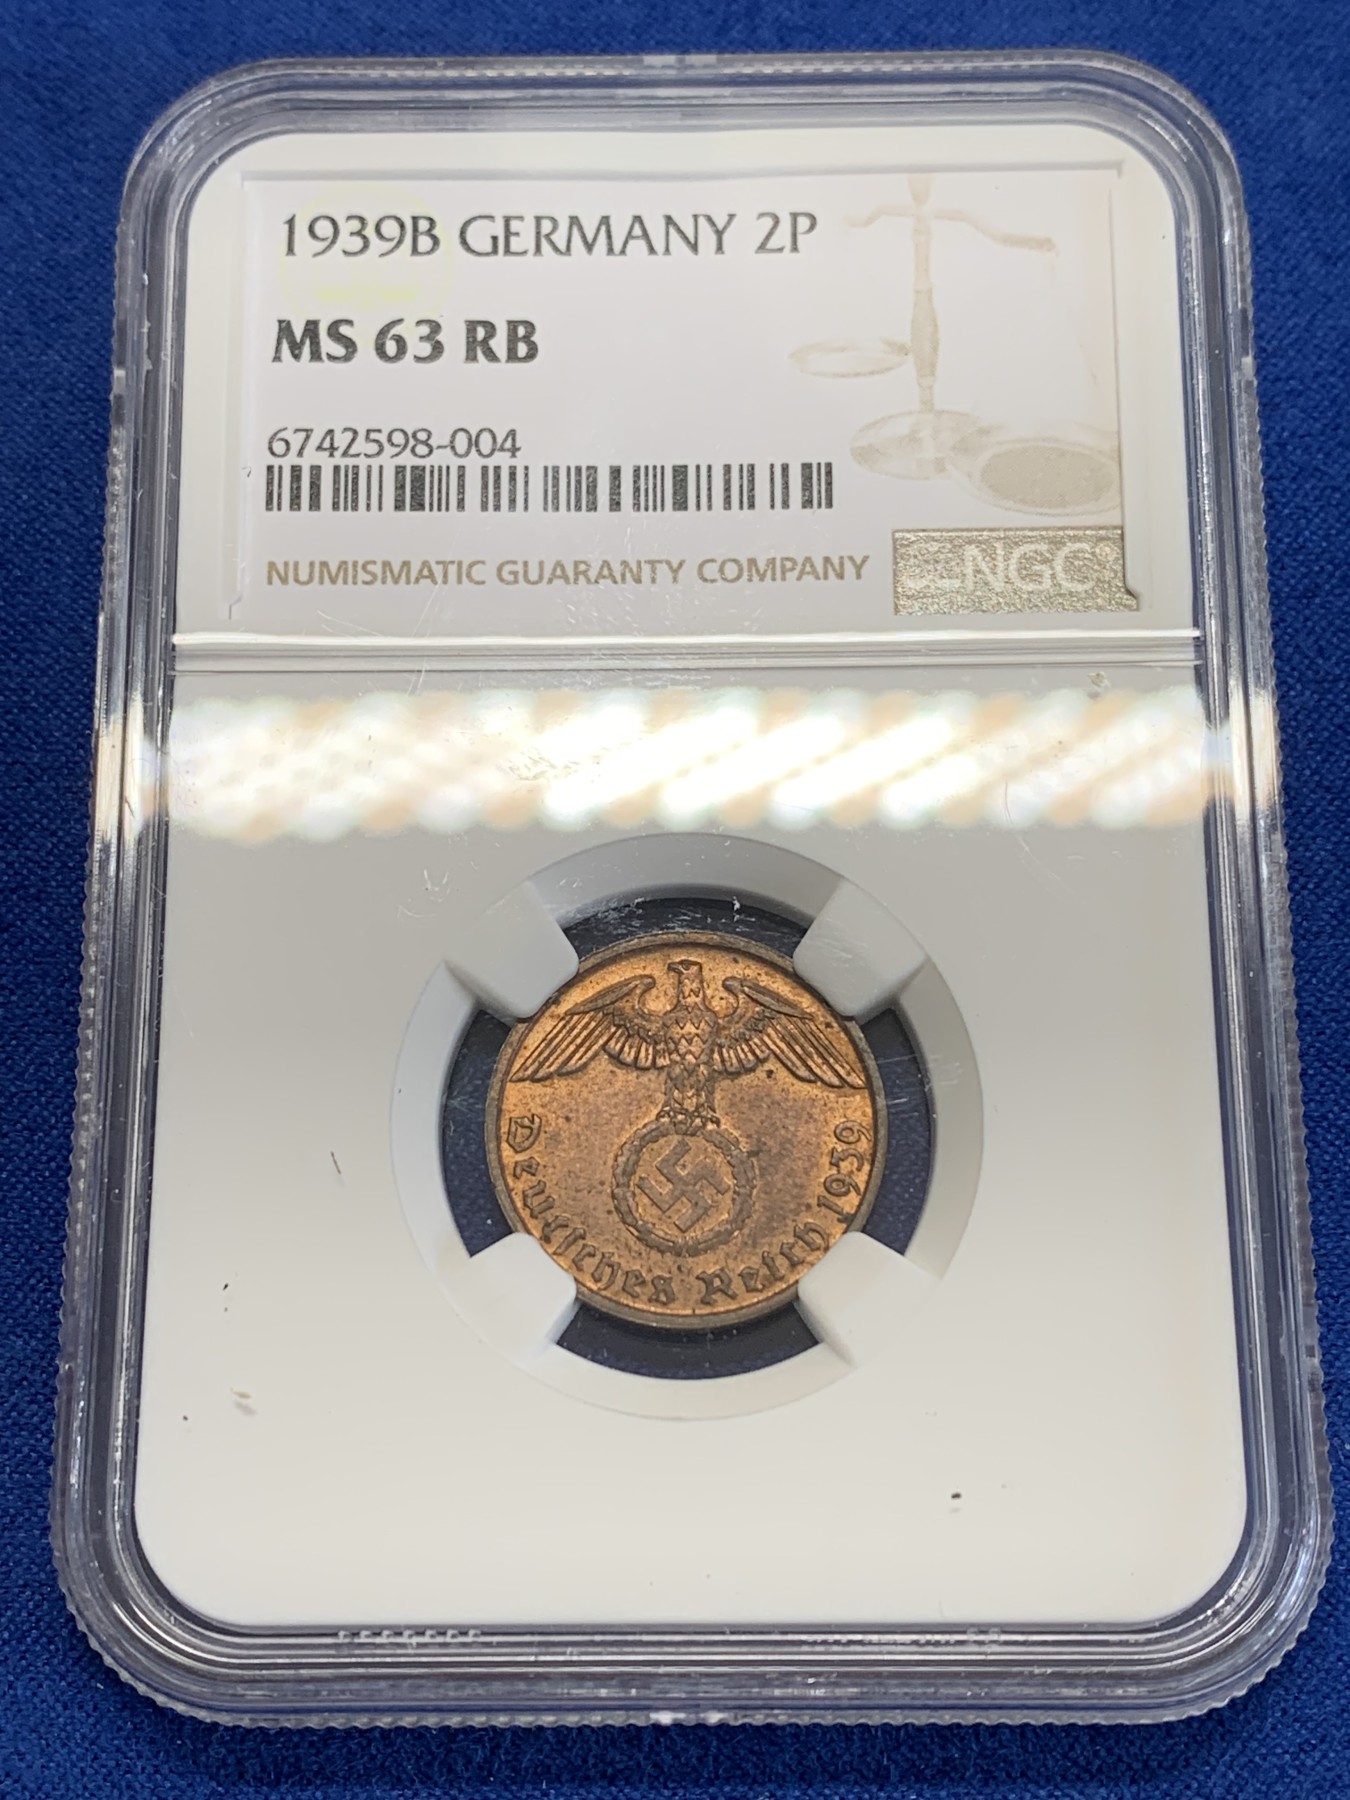 1939B GERMANY 2P
MS 63 RB
6742598-004
NUMISMATIC GUARANTY COMPANY
NGC®
Deutsches Reich 1939